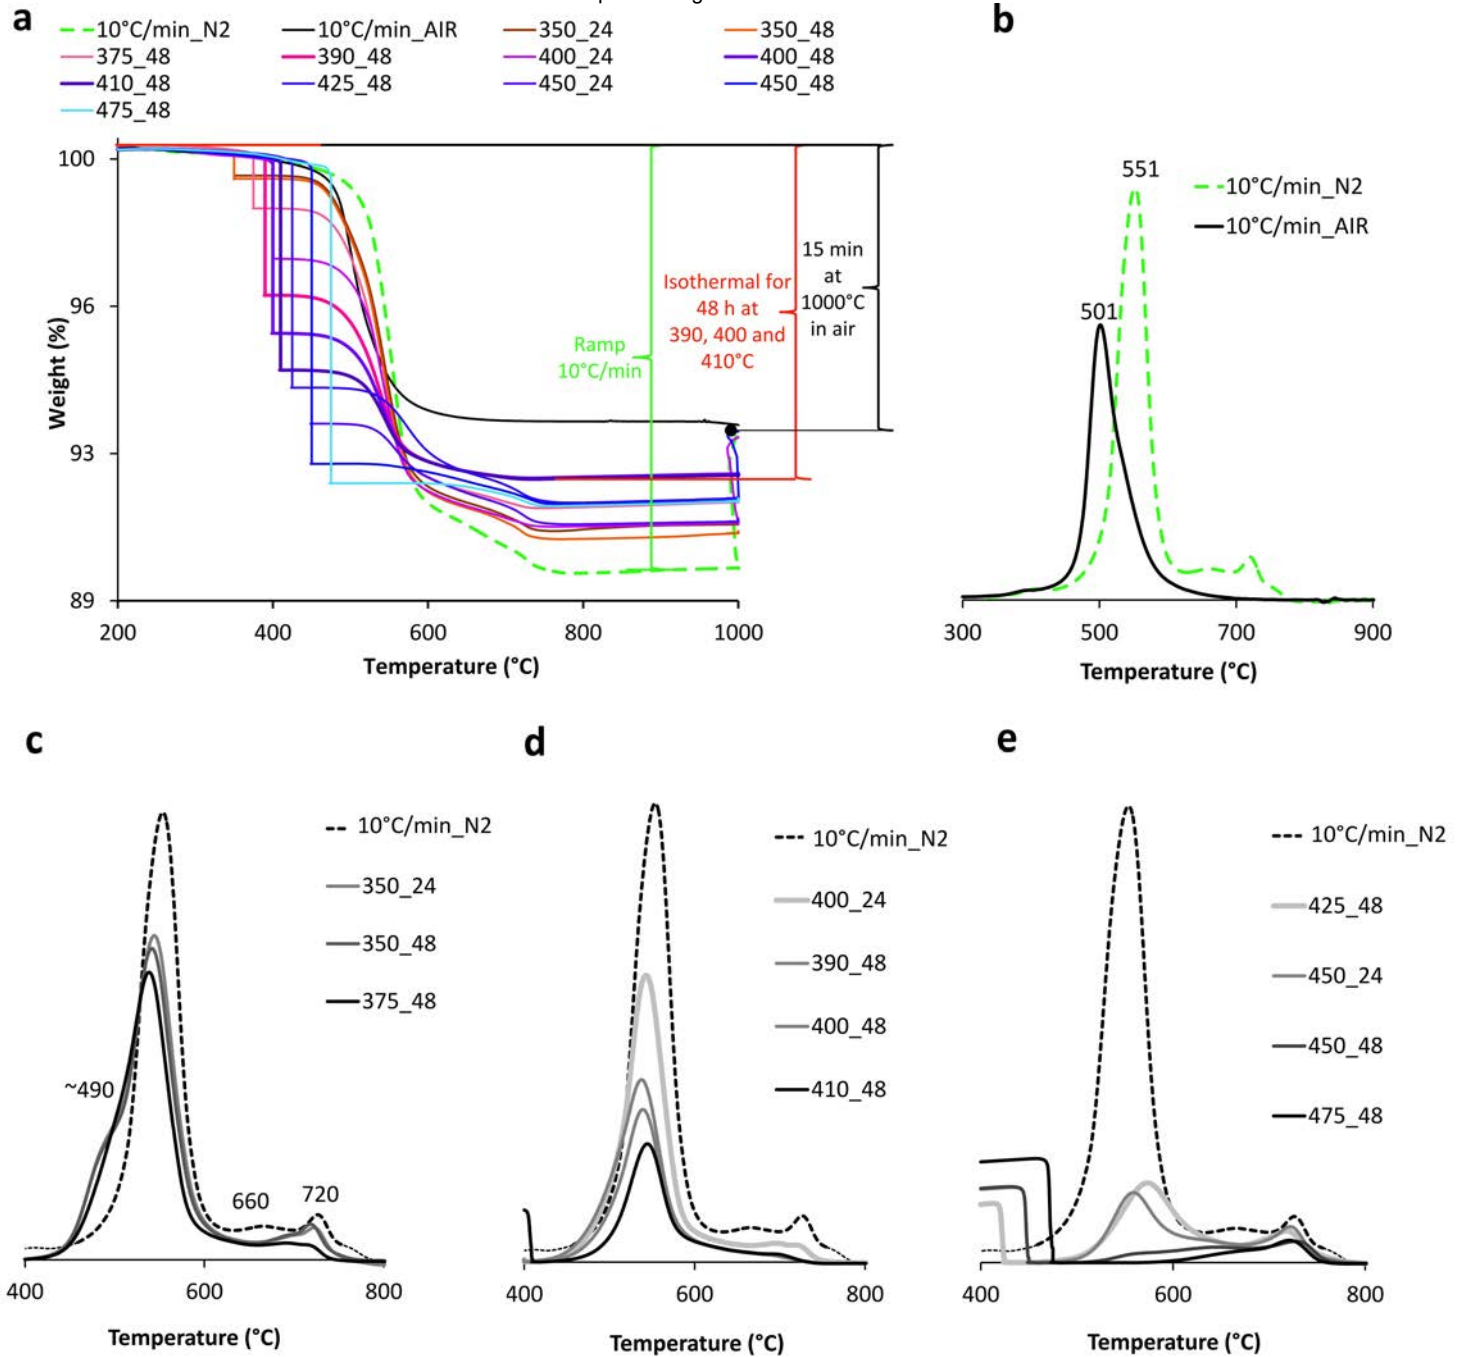 a
10°C/min_N2 10°C/min_AIR 350_24 350_48
375_48 390_48 400_24 400_48
410_48 425_48 450_24 450_48
475_48
100
96
93
89
Weight (%)
200 400 600 800 1000
Temperature (°C)
Ramp
10°C/min
Isothermal for
48 h at
390, 400 and
410°C
15 min
at
1000°C
in air
b
551
501
10°C/min_N2
10°C/min_AIR
300 500 700 900
Temperature (°C)
c
10°C/min_N2
350_24
350_48
375_48
~490
660
720
400 600 800
Temperature (°C)
d
10°C/min_N2
400_24
390_48
400_48
410_48
400 600 800
Temperature (°C)
e
10°C/min_N2
425_48
450_24
450_48
475_48
400 600 800
Temperature (°C)